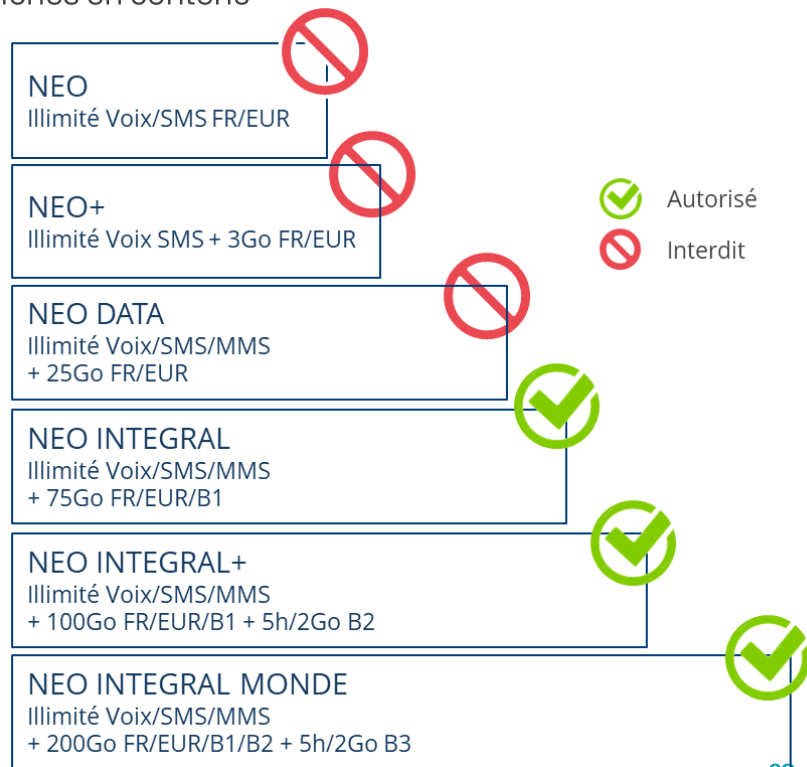 en contenu
NEO
Illimité Voix/SMS FR/EUR
NEO+
Illimité Voix SMS + 3Go FR/EUR
Autorisé
Interdit
NEO DATA
Illimité Voix/SMS/MMS
+ 25Go FR/EUR
NEO INTEGRAL
Illimité Voix/SMS/MMS
+ 75Go FR/EUR/B1
NEO INTEGRAL+
Illimité Voix/SMS/MMS
+ 100Go FR/EUR/B1 + 5h/2Go B2
NEO INTEGRAL MONDE
Illimité Voix/SMS/MMS
+ 200Go FR/EUR/B1/B2 + 5h/2Go B3